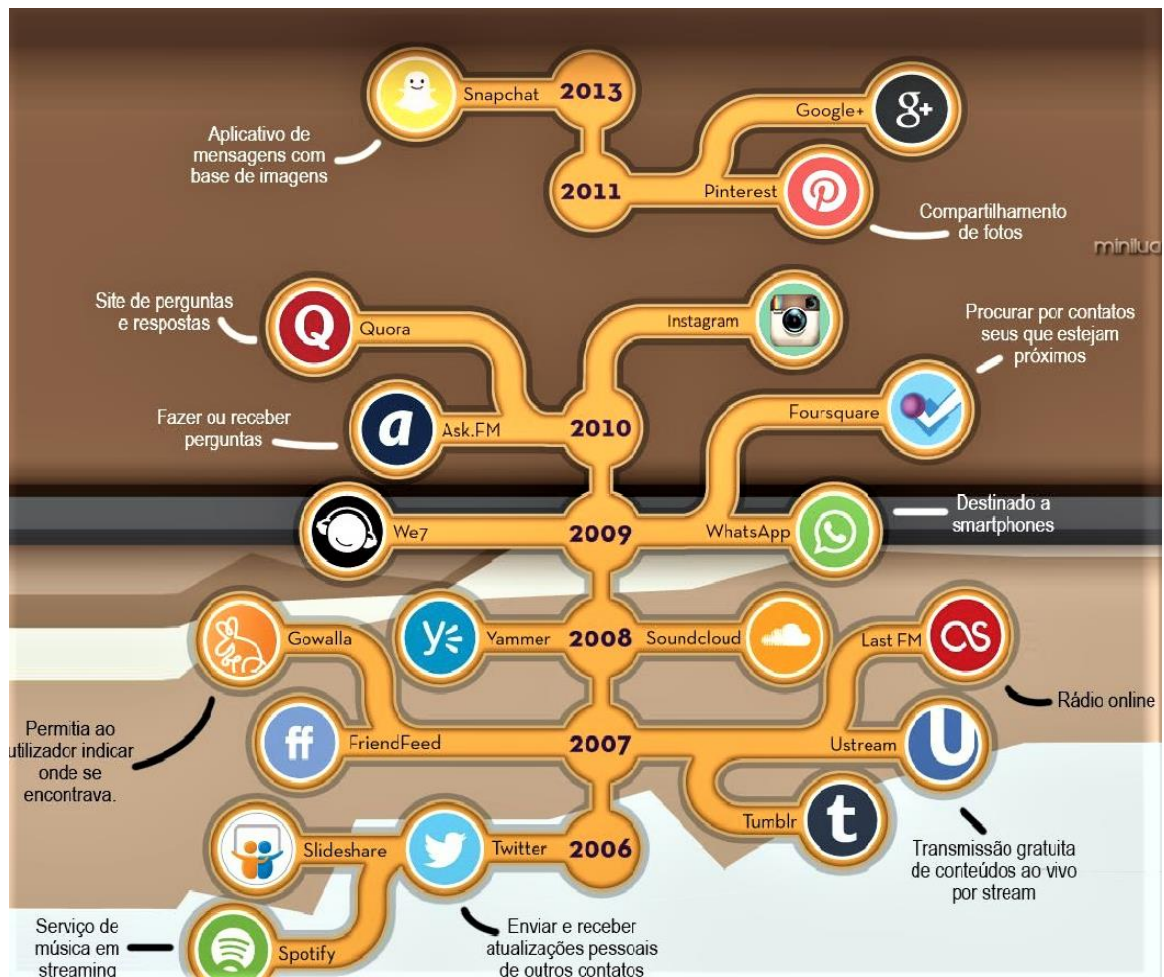 Snapchat
2013
Google+
g+
Aplicativo de
mensagens com
base de imagens
2011
Pinterest
Compartilhamento
de fotos
minilua
Site de perguntas
e respostas
Q
Quora
Instagram
Procurar por contatos
seus que estejam
próximos
Fazer ou receber
perguntas
a
Ask.FM
2010
Foursquare
We7
2009
WhatsApp
Destinado a
smartphones
Gowalla
y
Yammer
2008
Soundcloud
Last FM
as
Rádio online
Permitia ao
utilizador indicar
onde se
encontrava.
ff
FriendFeed
2007
Ustream
U
Tumblr
t
Slideshare
Twitter
2006
Transmissão gratuita
de conteúdos ao vivo
por stream
Serviço de
música em
streaming
Spotify
Enviar e receber
atualizações pessoais
de outros contatos